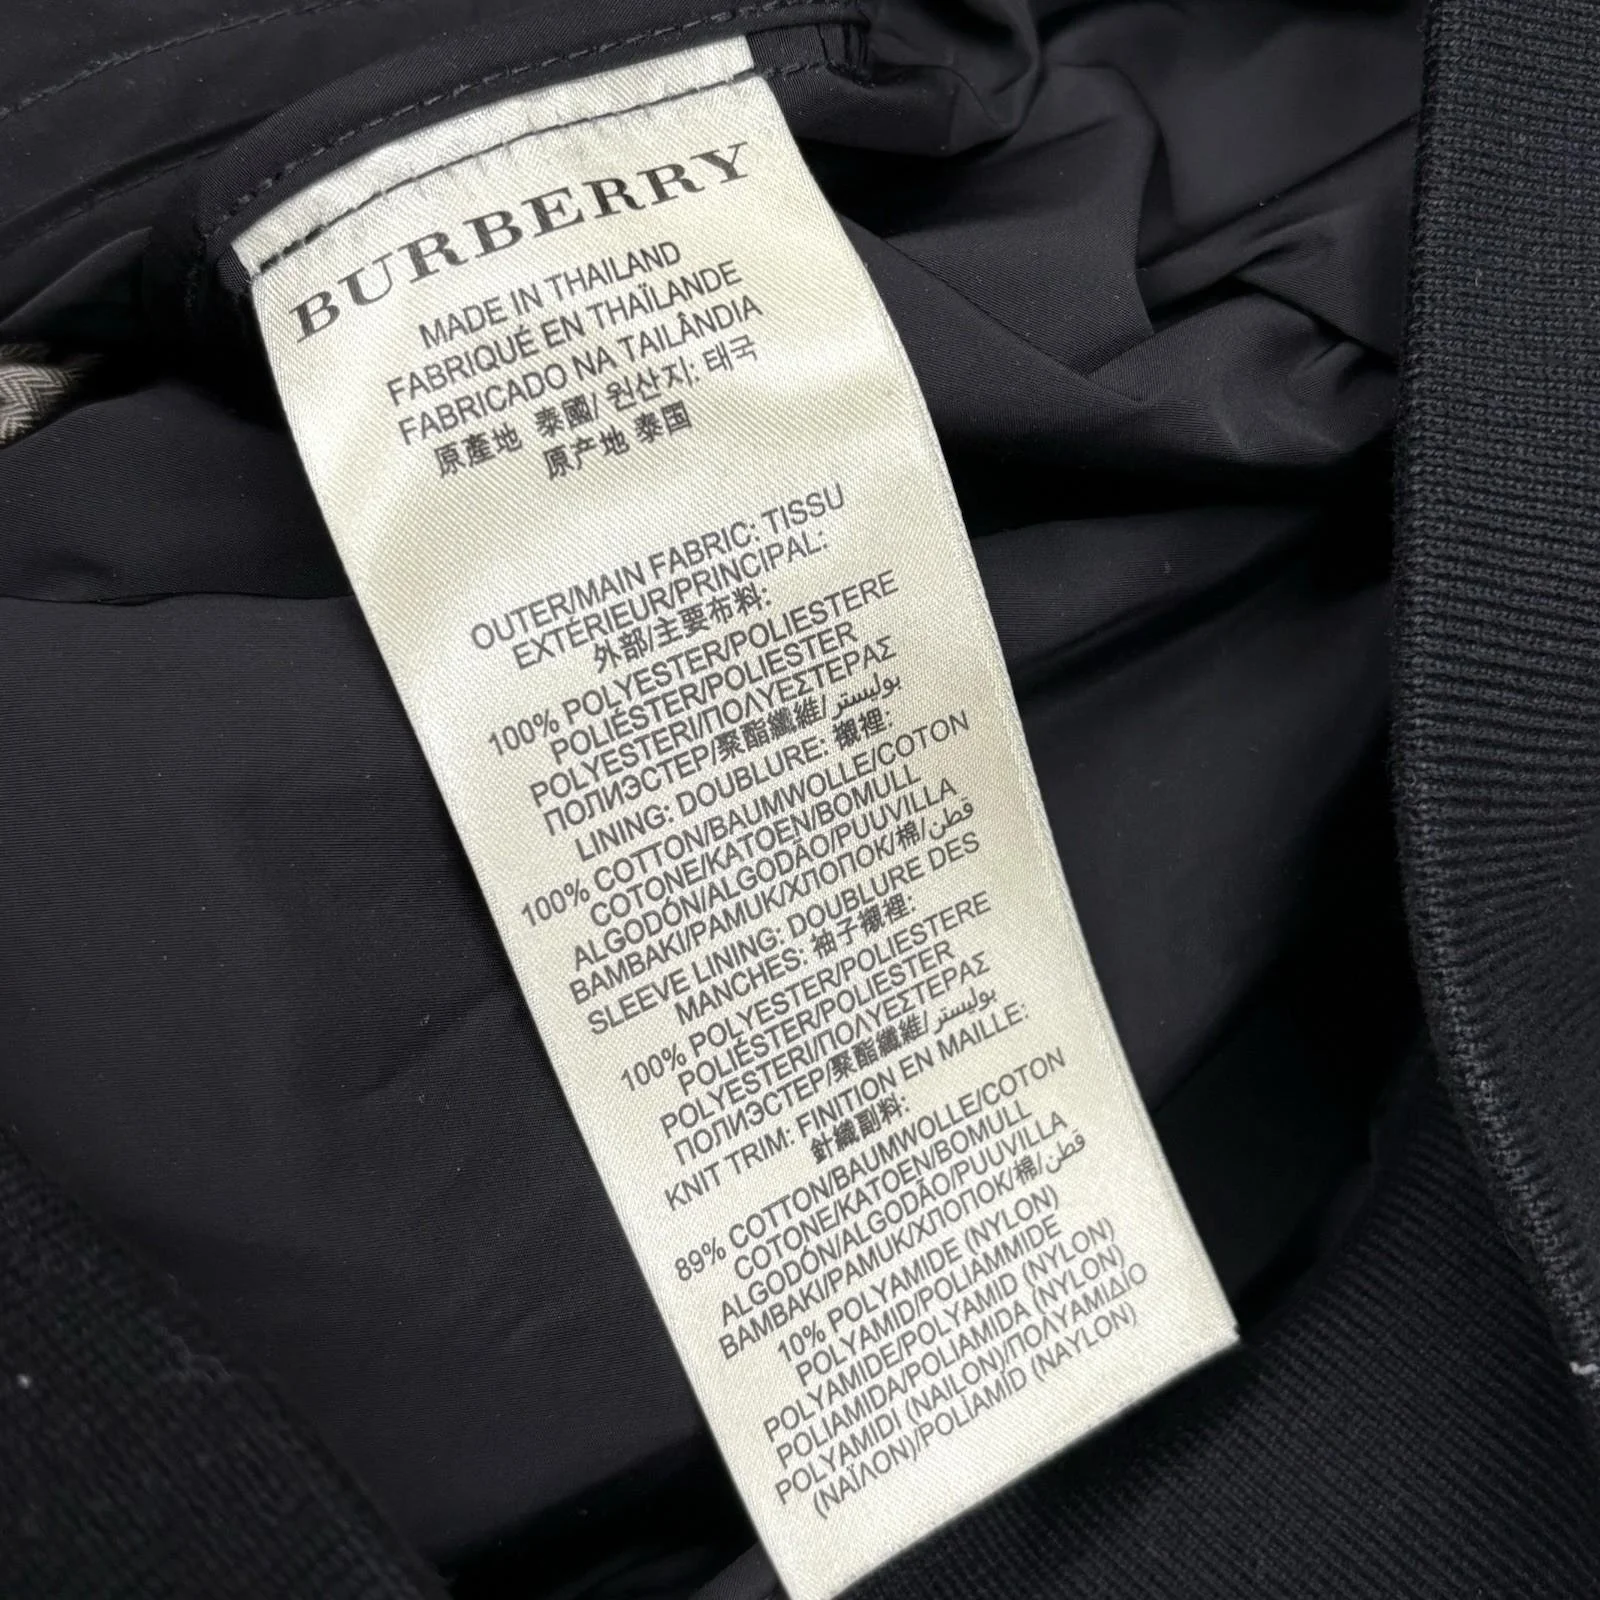 BURBERRY
MADE IN THAILAND
FABRIQUÉ EN THAÏLANDE
FABRICADO NA TAILÂNDIA
原產地 泰國/ 원산지: 태국
原产地 泰国
OUTER/MAIN FABRIC: TISSU
EXTÉRIEUR/PRINCIPAL:
外部/主要布料:
100% POLYESTER/POLIESTERE
POLIÉSTER/POLIESTER
POLYESTERI/ΠΟΛΥΕΣΤΕΡΑΣ
ПОЛИЭСТЕР/聚酯纖維/بوليستر
LINING: DOUBLURE: 襯裡:
100% COTTON/BAUMWOLLE/COTON
COTONE/KATOEN/BOMULL
ALGODÓN/ALGODÃO/PUUVILLA
BAMBAKI/PAMUK/ХЛОПОК/棉/قطن
SLEEVE LINING: DOUBLURE DES
MANCHES: 袖子襯裡:
100% POLYESTER/POLIESTERE
POLIÉSTER/POLIESTER
POLYESTERI/ΠΟΛΥΕΣΤΕΡΑΣ
ПОЛИЭСТЕР/聚酯纖維/بوليستر
KNIT TRIM: FINITION EN MAILLE:
針織副料:
89% COTTON/BAUMWOLLE/COTON
COTONE/KATOEN/BOMULL
ALGODÓN/ALGODÃO/PUUVILLA
BAMBAKI/PAMUK/ХЛОПОК/棉/قطن
10% POLYAMIDE (NYLON)
POLYAMID/POLIAMMIDE
POLYAMIDE/POLYAMID (NYLON)
POLIAMIDA/POLIAMIDA (NYLON)
POLYAMIDI (NAILON)/ΠΟΛΥΑΜΙΔΙΟ
(ΝΑΪΛΟΝ)/POLİAMİD (NAYLON)